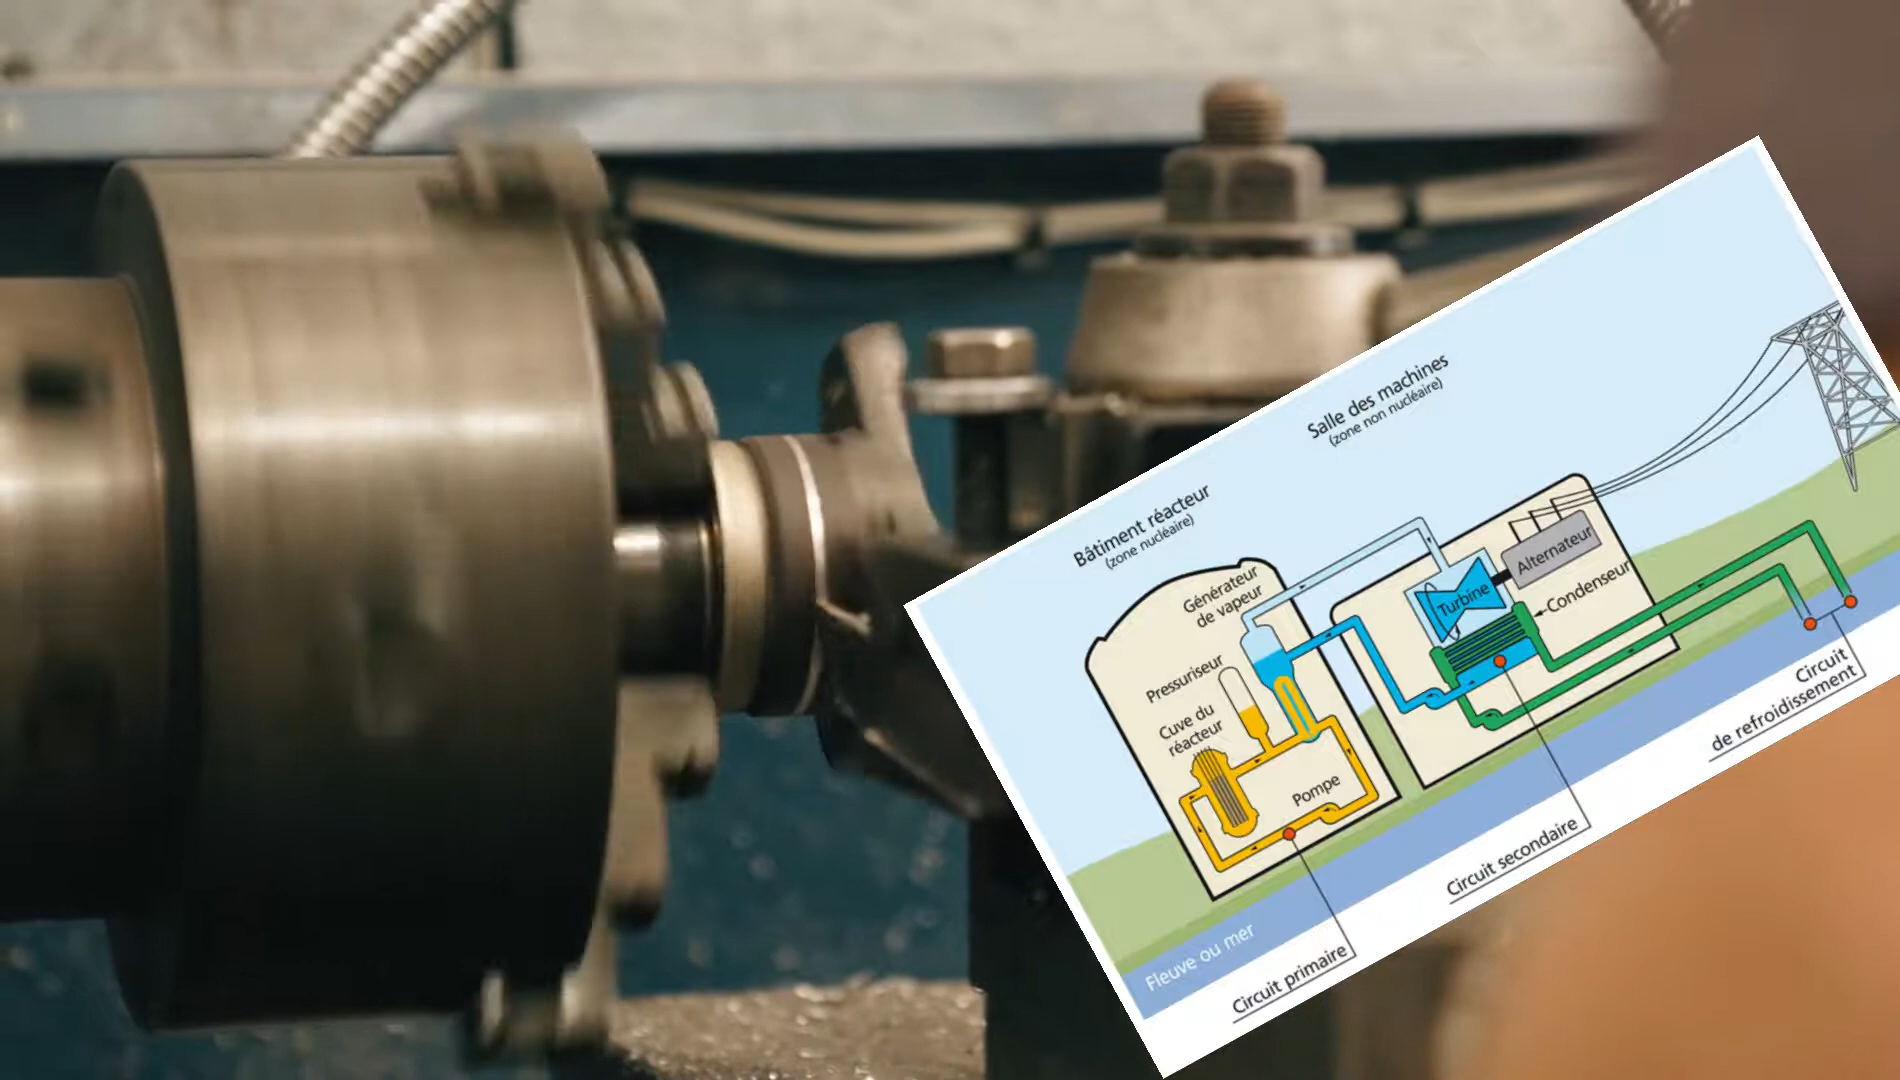 Salle des machines
(zone non nucléaire)
Bâtiment réacteur
(zone nucléaire)
Générateur
de vapeur
Pressuriseur
Cuve du
réacteur
Pompe
Turbine
Alternateur
Condenseur
Circuit
de refroidissement
Circuit secondaire
Circuit primaire
Fleuve ou mer